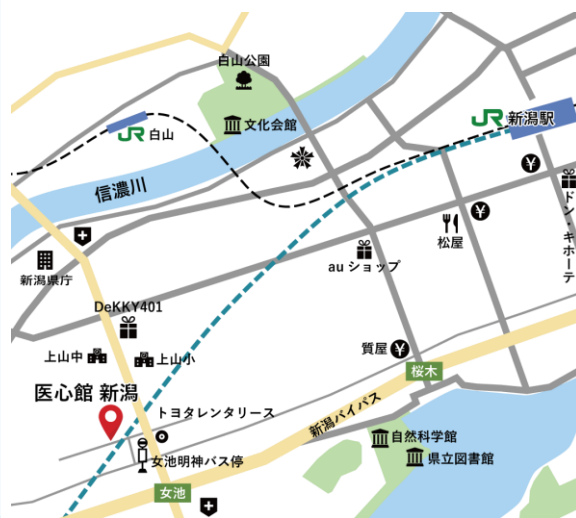 白山公園
JR 新潟駅
JR 白山
文化会館
信濃川
松屋
ドン・キホーテ
au ショップ
新潟県庁
DeKKY401
質屋
上山中
上山小
桜木
医心館 新潟
トヨタレンタリース
新潟バイパス
自然科学館
女池明神バス停
県立図書館
女池